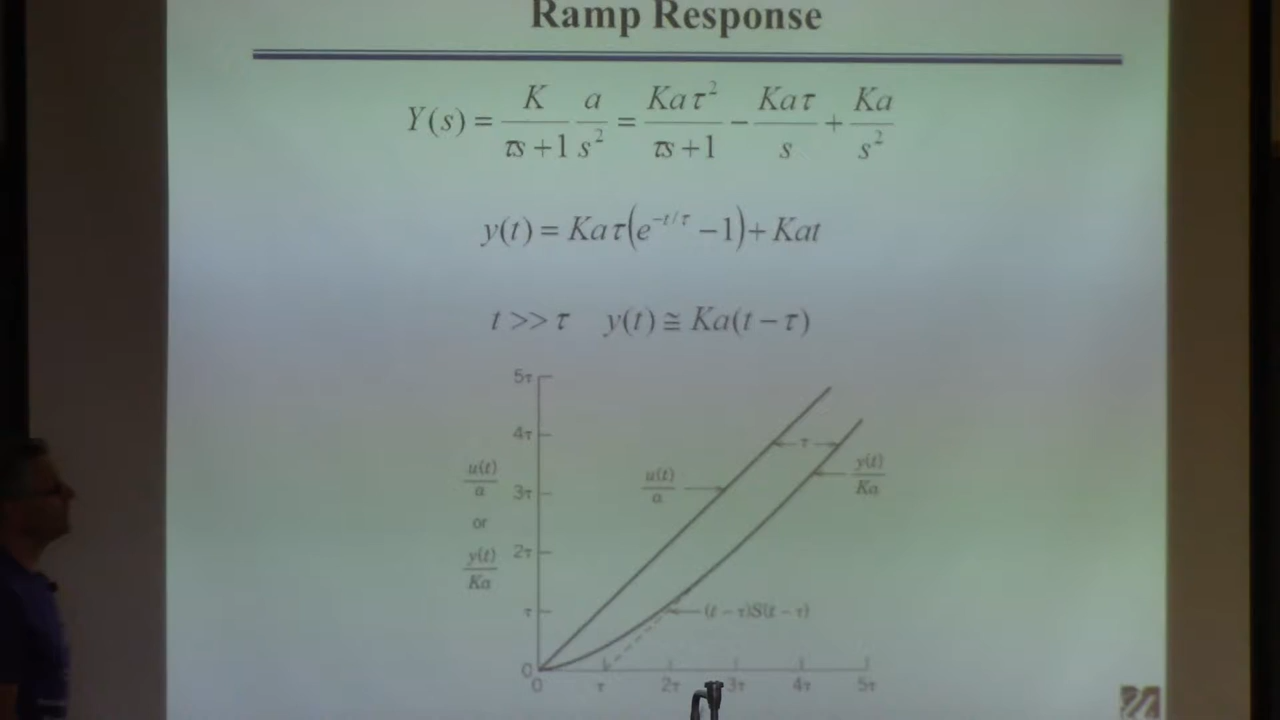 Ramp Response
Y(s) = K/(τs+1) a/s² = Kaτ²/(τs+1) − Kaτ/s + Ka/s²
y(t) = Kaτ(e^(−t/τ) − 1) + Kat
t >> τ y(t) ≅ Ka(t − τ)
5τ
4τ
3τ
2τ
τ
0
u(t)/a
or
y(t)/Ka
u(t)/a
τ
y(t)/Ka
(t − τ)S(t − τ)
0 τ 2τ 3τ 4τ 5τ